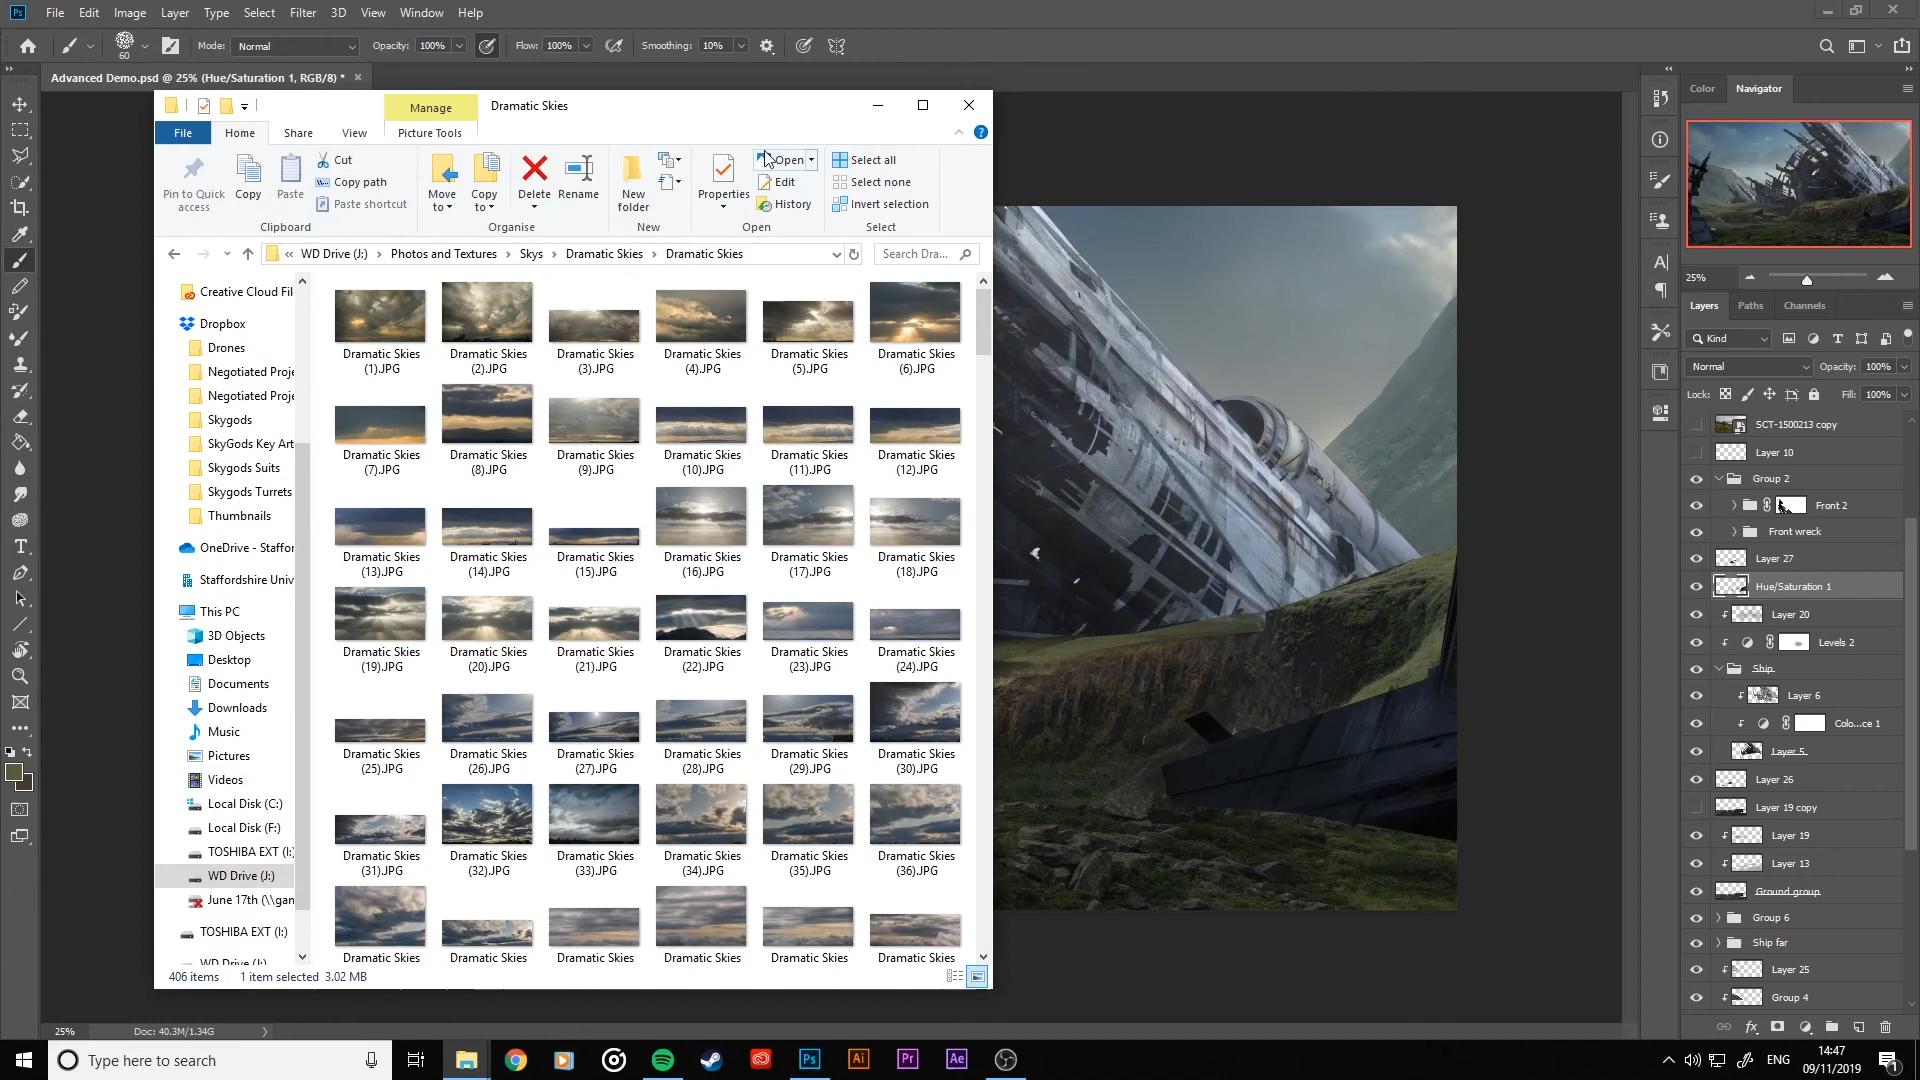 Ps File Edit Image Layer Type Select Filter 3D View Window Help
60 Mode: Normal Opacity: 100% Flow: 100% Smoothing: 10%
Advanced Demo.psd @ 25% (Hue/Saturation 1, RGB/8) *
Manage Dramatic Skies
File Home Share View Picture Tools
Pin to Quick access
Copy
Paste
Cut
Copy path
Paste shortcut
Clipboard
Move to
Copy to
Delete
Rename
Organise
New folder
New
Properties
Open
Edit
History
Open
Select all
Select none
Invert selection
Select
« WD Drive (J:) > Photos and Textures > Skys > Dramatic Skies > Dramatic Skies
Search Dra...
Creative Cloud Fil
Dropbox
Drones
Negotiated Proje
Negotiated Proje
Skygods
SkyGods Key Art
Skygods Suits
Skygods Turrets
Thumbnails
OneDrive - Staffor
Staffordshire Univ
This PC
3D Objects
Desktop
Documents
Downloads
Music
Pictures
Videos
Local Disk (C:)
Local Disk (F:)
TOSHIBA EXT (I:)
WD Drive (J:)
June 17th (\\gan
TOSHIBA EXT (I:)
WD Drive (J:)
Dramatic Skies (1).JPG
Dramatic Skies (2).JPG
Dramatic Skies (3).JPG
Dramatic Skies (4).JPG
Dramatic Skies (5).JPG
Dramatic Skies (6).JPG
Dramatic Skies (7).JPG
Dramatic Skies (8).JPG
Dramatic Skies (9).JPG
Dramatic Skies (10).JPG
Dramatic Skies (11).JPG
Dramatic Skies (12).JPG
Dramatic Skies (13).JPG
Dramatic Skies (14).JPG
Dramatic Skies (15).JPG
Dramatic Skies (16).JPG
Dramatic Skies (17).JPG
Dramatic Skies (18).JPG
Dramatic Skies (19).JPG
Dramatic Skies (20).JPG
Dramatic Skies (21).JPG
Dramatic Skies (22).JPG
Dramatic Skies (23).JPG
Dramatic Skies (24).JPG
Dramatic Skies (25).JPG
Dramatic Skies (26).JPG
Dramatic Skies (27).JPG
Dramatic Skies (28).JPG
Dramatic Skies (29).JPG
Dramatic Skies (30).JPG
Dramatic Skies (31).JPG
Dramatic Skies (32).JPG
Dramatic Skies (33).JPG
Dramatic Skies (34).JPG
Dramatic Skies (35).JPG
Dramatic Skies (36).JPG
Dramatic Skies
Dramatic Skies
Dramatic Skies
Dramatic Skies
Dramatic Skies
Dramatic Skies
406 items 1 item selected 3.02 MB
Color Navigator
25%
Layers Paths Channels
Kind
Normal Opacity: 100%
Lock: Fill: 100%
SCT-1500213 copy
Layer 10
Group 2
Front 2
Front wreck
Layer 27
Hue/Saturation 1
Layer 20
Levels 2
Ship
Layer 6
Colo...ce 1
Layer 5
Layer 26
Layer 19 copy
Layer 19
Layer 13
Ground group
Group 6
Ship far
Layer 25
Group 4
25% Doc: 40.3M/1.34G
Type here to search
Ps Ai Pr Ae
ENG
14:47
09/11/2019
1